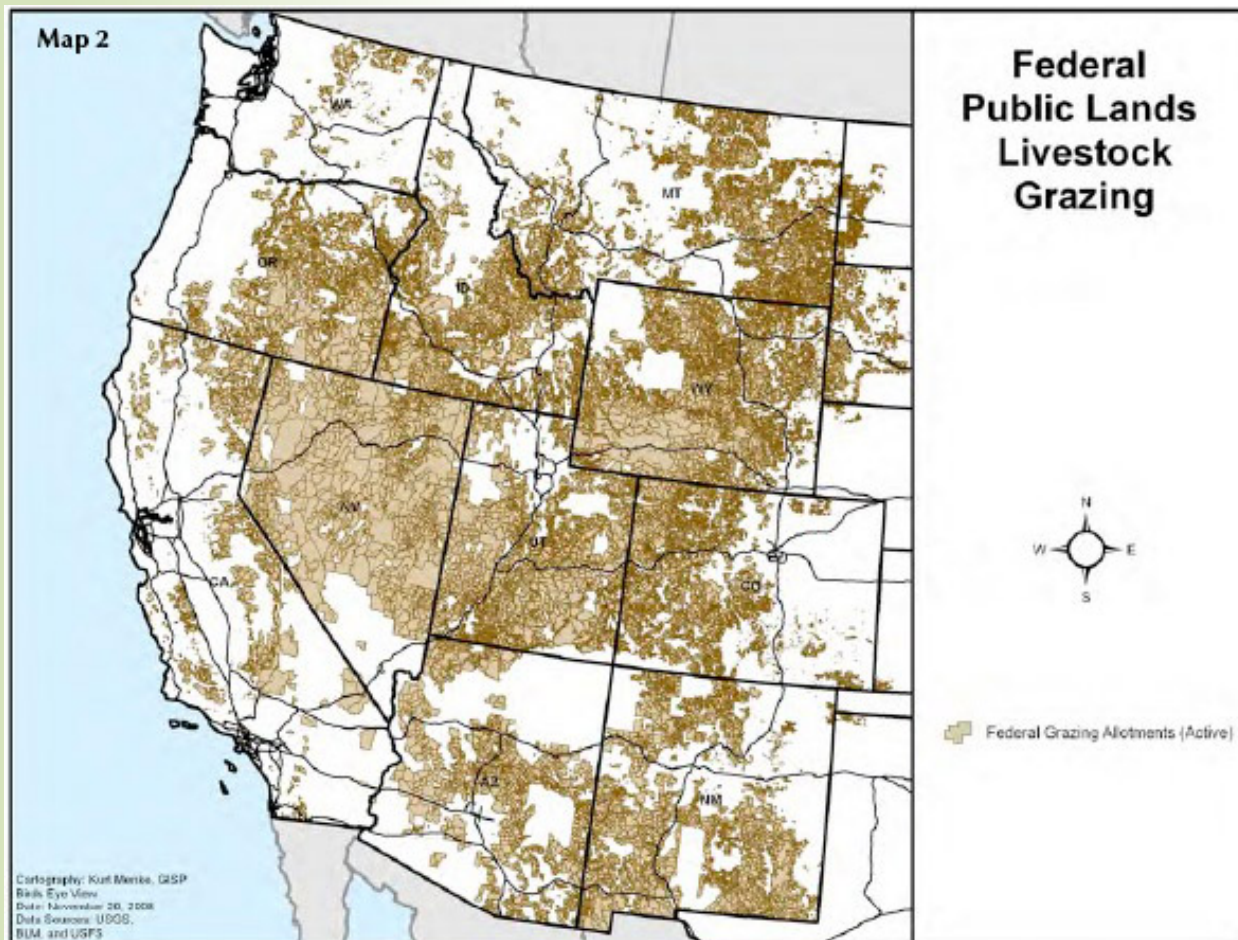 Map 2
Federal
Public Lands
Livestock
Grazing
WA
MT
OR
ID
WY
NV
UT
CA
CO
AZ
NM
N
W
E
S
Federal Grazing Allotments (Active)
Cartography: Kurt Menke, GISP
Birds Eye View
Date: November 20, 2008
Data Sources: USGS,
BLM, and USFS